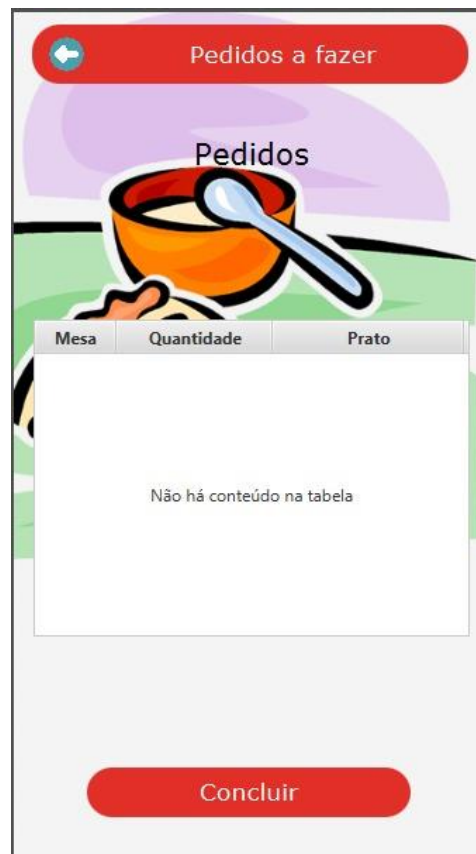 Pedidos a fazer
Pedidos
Mesa Quantidade Prato
Não há conteúdo na tabela
Concluir